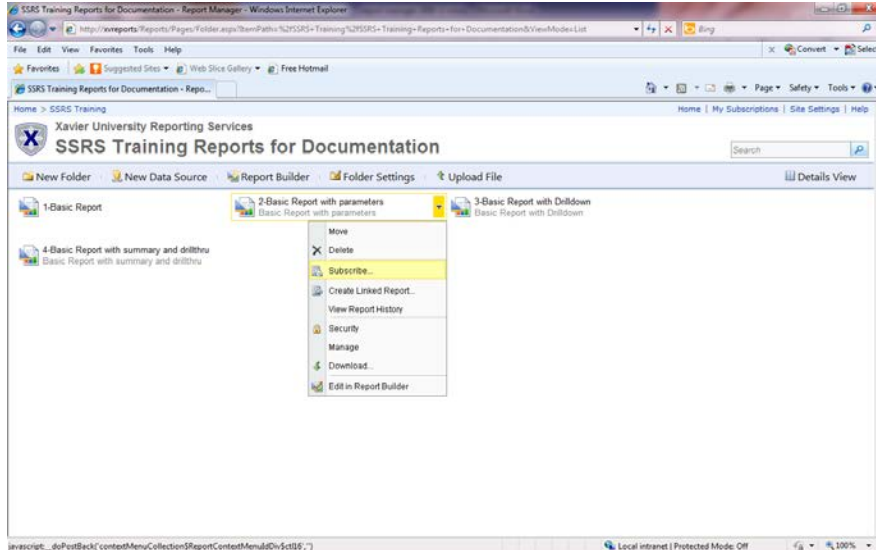 SSRS Training Reports for Documentation - Report Manager - Windows Internet Explorer
http://xvreports/Reports/Pages/Folder.aspx?ItemPath=%2fSSRS+Training%2fSSRS+Training+Reports+for+Documentation&ViewMode=List
Bing
File Edit View Favorites Tools Help
x Convert Selec
Favorites Suggested Sites Web Slice Gallery Free Hotmail
SSRS Training Reports for Documentation - Repo...
Page Safety Tools
Home > SSRS Training
Home | My Subscriptions | Site Settings | Help
Xavier University Reporting Services
SSRS Training Reports for Documentation
Search
New Folder New Data Source Report Builder Folder Settings Upload File
Details View
1-Basic Report
2-Basic Report with parameters
Basic Report with parameters
3-Basic Report with Drilldown
Basic Report with Drilldown
4-Basic Report with summary and drillthru
Basic Report with summary and drillthru
Move
Delete
Subscribe...
Create Linked Report...
View Report History
Security
Manage
Download...
Edit in Report Builder
javascript:__doPostBack('contextMenuCollection$ReportContextMenuIdDiv$ctl16','')
Local intranet | Protected Mode: Off
100%